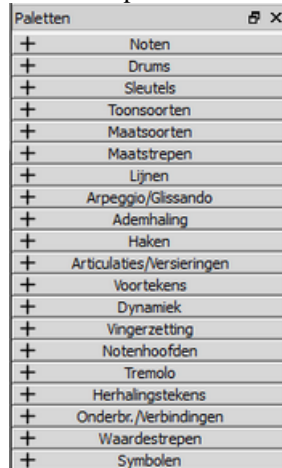 Paletten
Noten
Drums
Sleutels
Toonsoorten
Maatsoorten
Maatstrepen
Lijnen
Arpeggio/Glissando
Ademhaling
Haken
Articulaties/Versieringen
Voortekens
Dynamiek
Vingerzetting
Notenhoofden
Tremolo
Herhalingstekens
Onderbr./Verbindingen
Waardestrepen
Symbolen